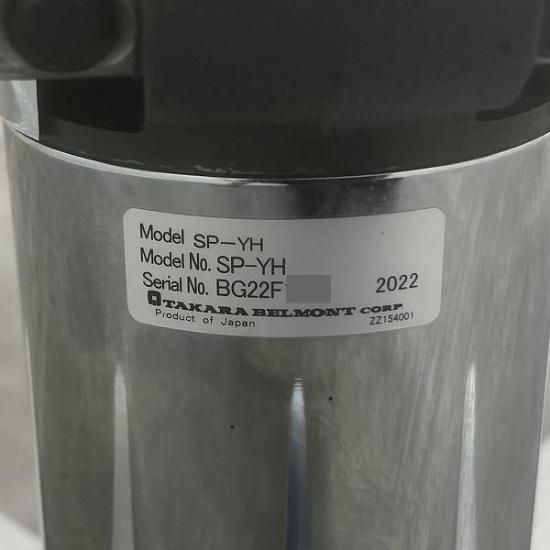 Model SP-YH
Model No. SP-YH
Serial No. BG22F 2022
TAKARA BELMONT CORP.
Product of Japan ZZ154001